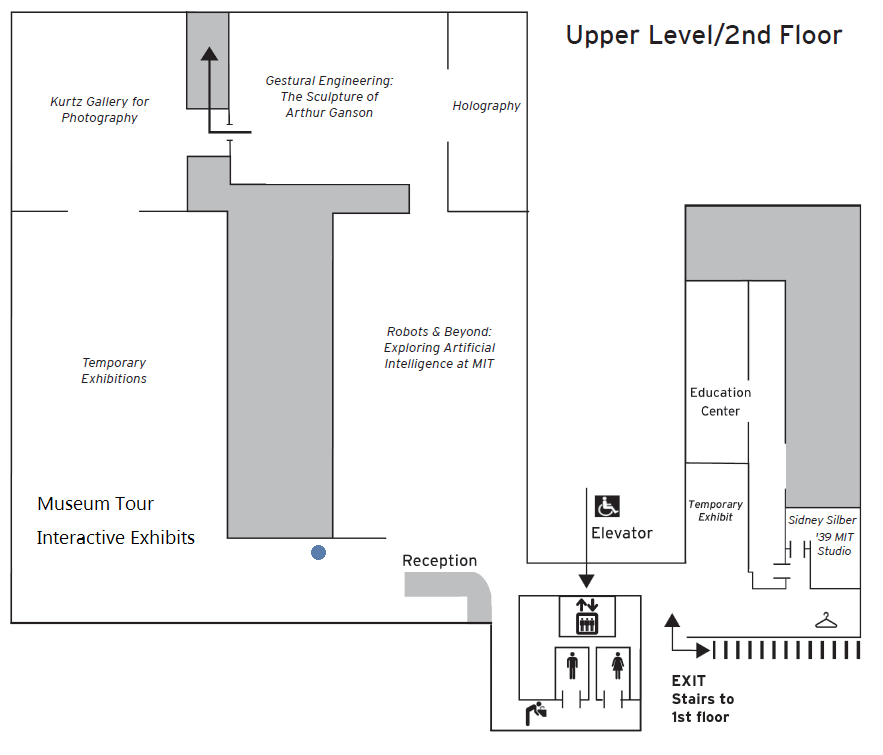 Upper Level/2nd Floor
Kurtz Gallery for
Photography
Gestural Engineering:
The Sculpture of
Arthur Ganson
Holography
Temporary
Exhibitions
Robots & Beyond:
Exploring Artificial
Intelligence at MIT
Education
Center
Museum Tour
Interactive Exhibits
Elevator
Temporary
Exhibit
Sidney Silber
'39 MIT
Studio
Reception
EXIT
Stairs to
1st floor